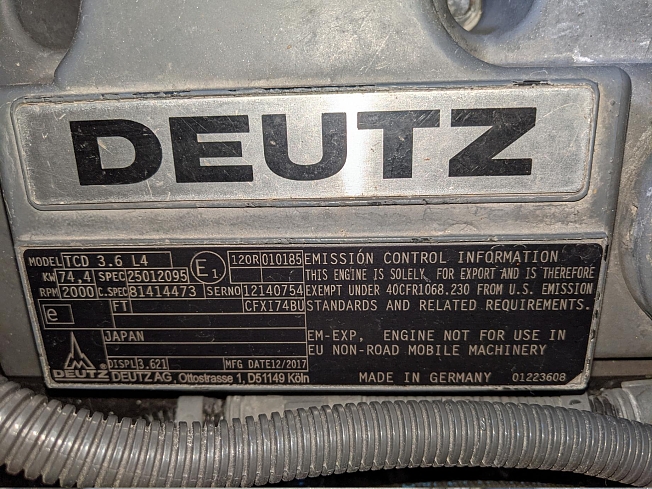 DEUTZ
MODEL TCD 3.6 L4
KW 74,4 SPEC 25012095
RPM 2000 C.SPEC 81414473 SERNO 12140754
E1 120R 010185
e FT CFXI74BU
JAPAN
DISPL 3.621 MFG DATE 12/2017
DEUTZ DEUTZ AG, Ottostrasse 1, D51149 Köln
EMISSIÓN CONTROL INFORMATION
THIS ENGINE IS SOLELY FOR EXPORT AND IS THEREFORE
EXEMPT UNDER 40CFR1068.230 FROM U.S. EMISSION
STANDARDS AND RELATED REQUIREMENTS.
EM-EXP, ENGINE NOT FOR USE IN
EU NON-ROAD MOBILE MACHINERY
MADE IN GERMANY 01223608